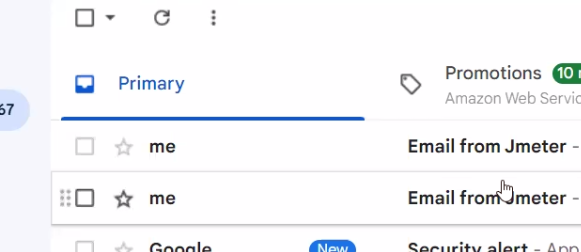 67
Primary
Promotions 10
Amazon Web Servic
me Email from Jmeter -
me Email from Jmeter -
Google New Security alert - App